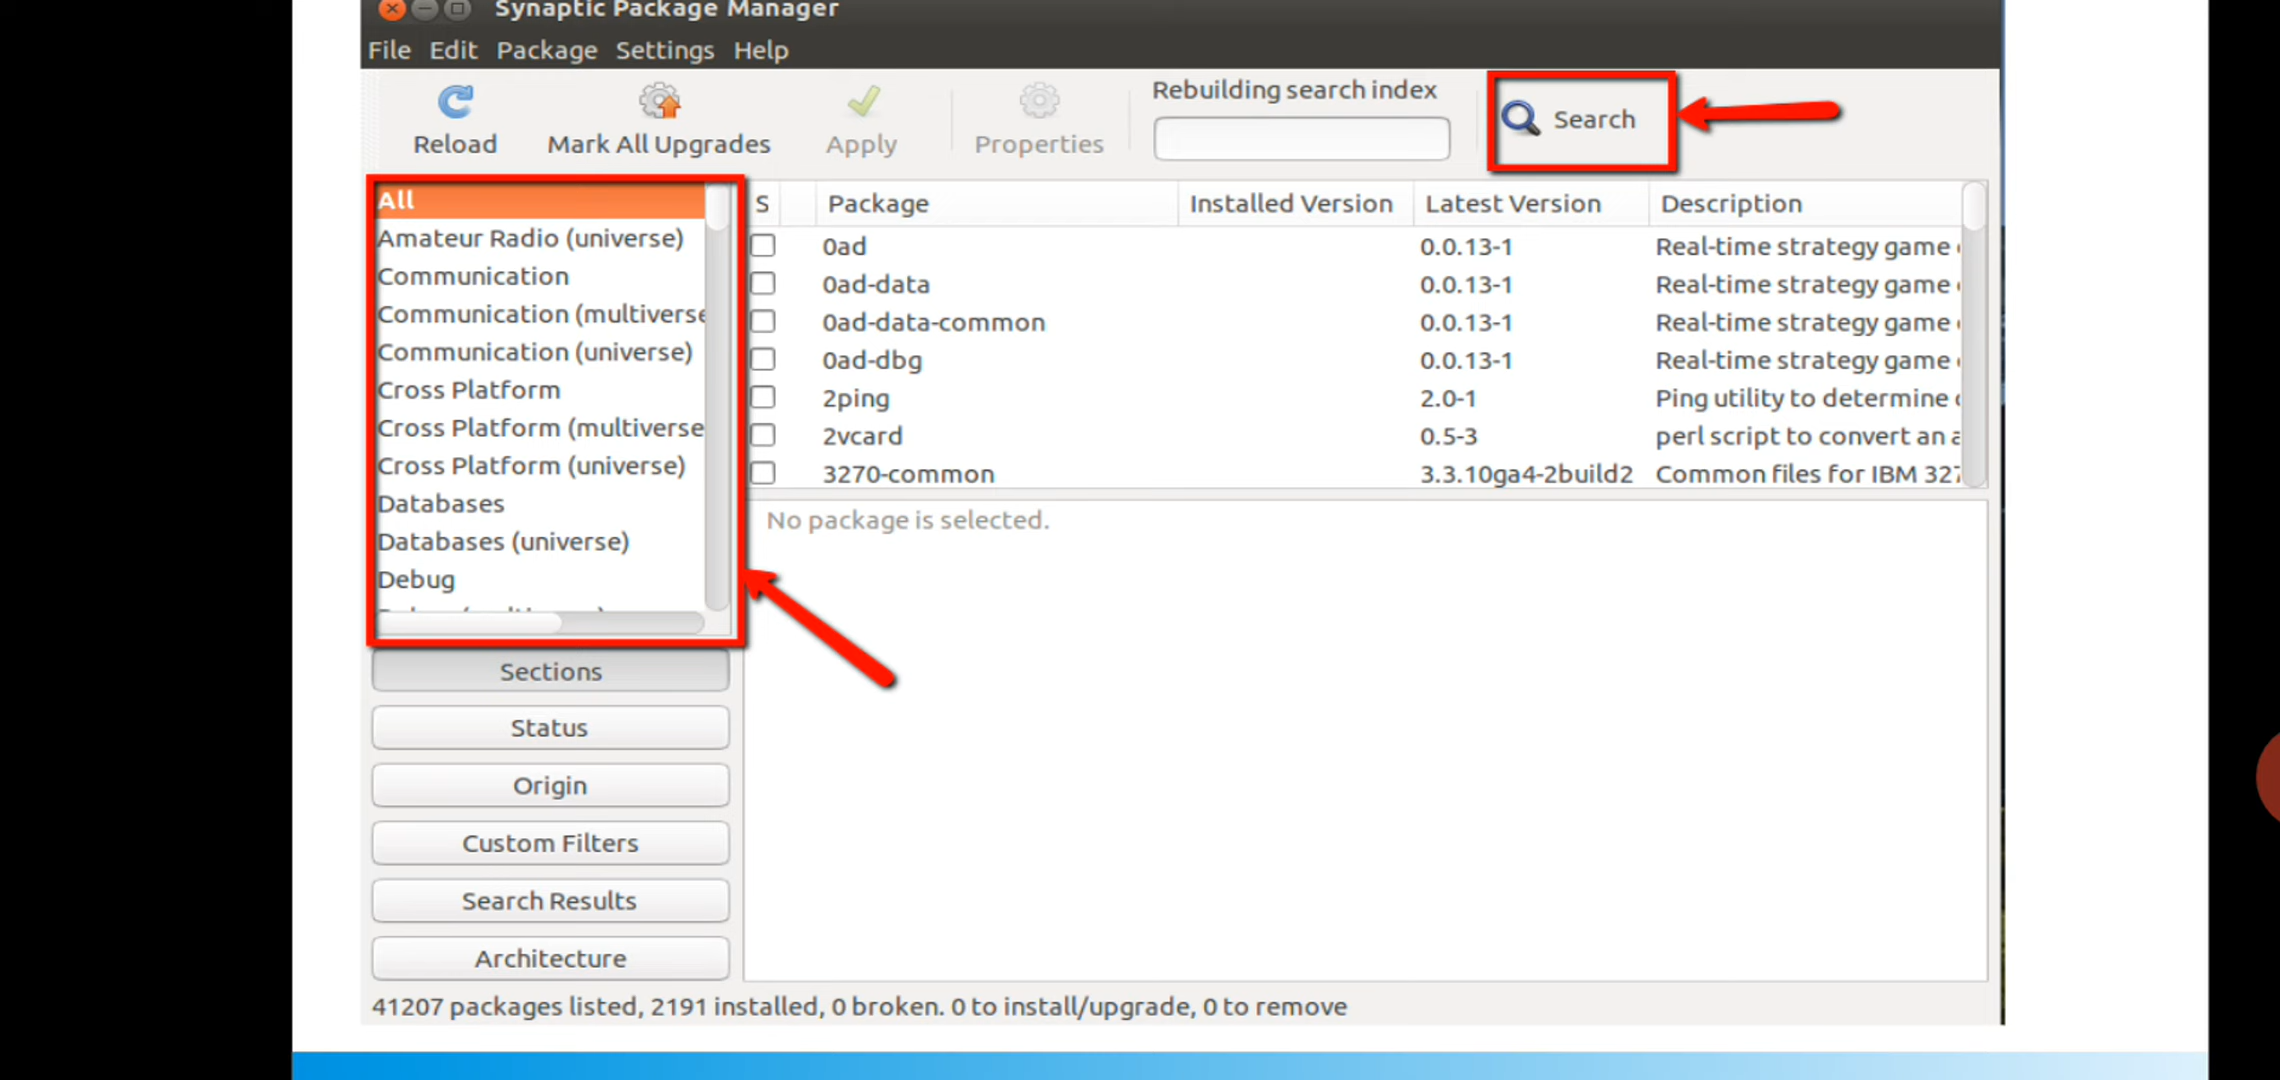 Synaptic Package Manager
File Edit Package Settings Help
Reload
Mark All Upgrades
Apply
Properties
Rebuilding search index
Search
All
Amateur Radio (universe)
Communication
Communication (multiverse
Communication (universe)
Cross Platform
Cross Platform (multiverse
Cross Platform (universe)
Databases
Databases (universe)
Debug
Sections
Status
Origin
Custom Filters
Search Results
Architecture
S Package Installed Version Latest Version Description
0ad 0.0.13-1 Real-time strategy game
0ad-data 0.0.13-1 Real-time strategy game
0ad-data-common 0.0.13-1 Real-time strategy game
0ad-dbg 0.0.13-1 Real-time strategy game
2ping 2.0-1 Ping utility to determine
2vcard 0.5-3 perl script to convert an a
3270-common 3.3.10ga4-2build2 Common files for IBM 327
No package is selected.
41207 packages listed, 2191 installed, 0 broken. 0 to install/upgrade, 0 to remove